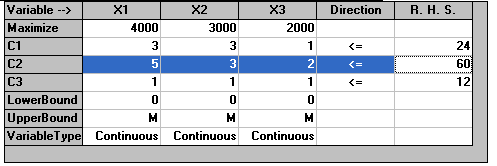 Variable --> X1 X2 X3 Direction R. H. S.
Maximize 4000 3000 2000
C1 3 3 1 <= 24
C2 5 3 2 <= 60
C3 1 1 1 <= 12
LowerBound 0 0 0
UpperBound M M M
VariableType Continuous Continuous Continuous